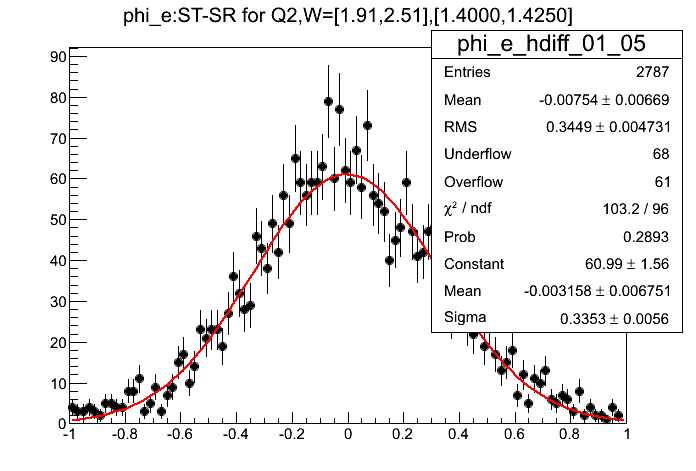 phi_e:ST-SR for Q2,W=[1.91,2.51],[1.4000,1.4250]
phi_e_hdiff_01_05
Entries 2787
Mean -0.00754 ± 0.00669
RMS 0.3449 ± 0.004731
Underflow 68
Overflow 61
χ² / ndf 103.2 / 96
Prob 0.2893
Constant 60.99 ± 1.56
Mean -0.003158 ± 0.006751
Sigma 0.3353 ± 0.0056
90
80
70
60
50
40
30
20
10
0
-1 -0.8 -0.6 -0.4 -0.2 0 0.2 0.4 0.6 0.8 1